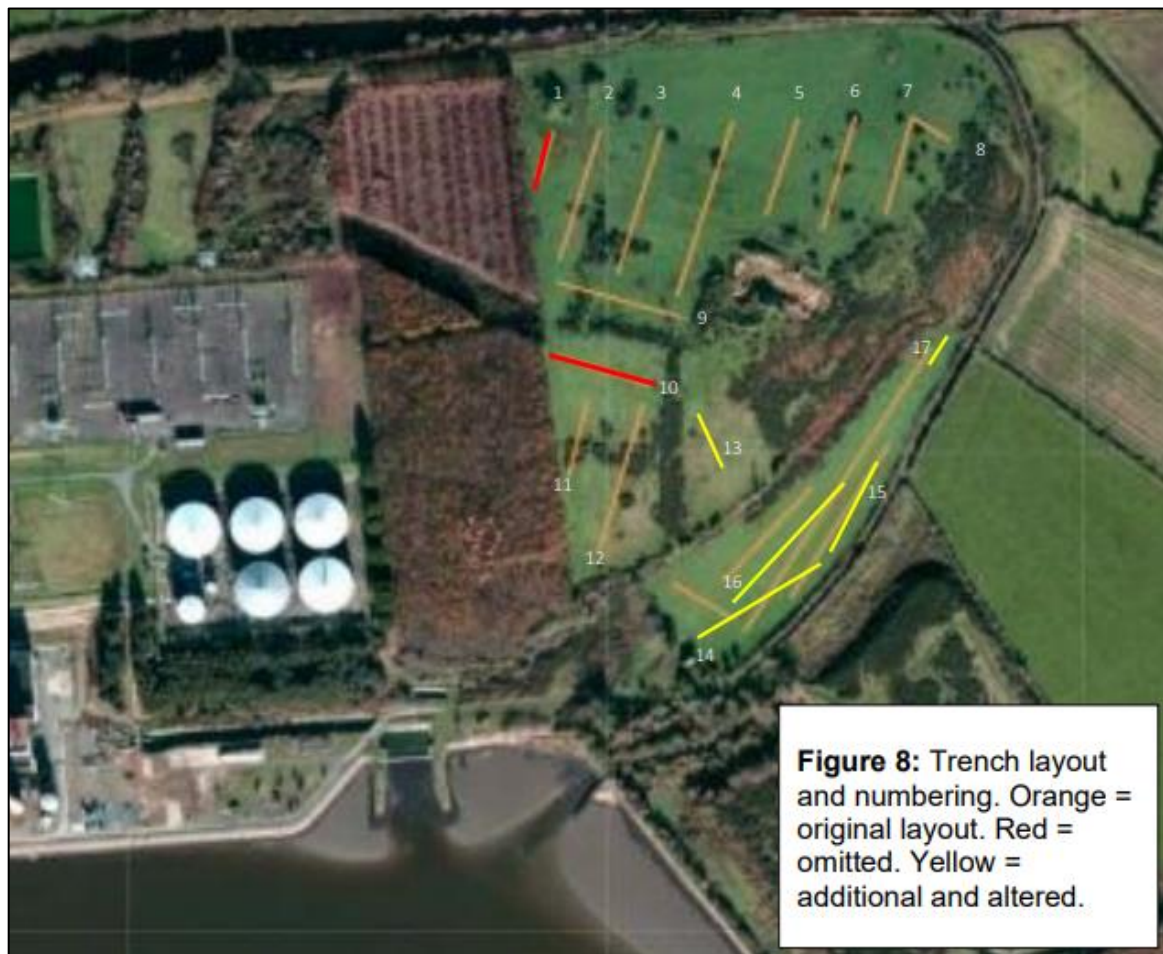 1 2 3 4 5 6 7
8
9
10
17
13
11
15
12
16
14
Figure 8: Trench layout
and numbering. Orange =
original layout. Red =
omitted. Yellow =
additional and altered.